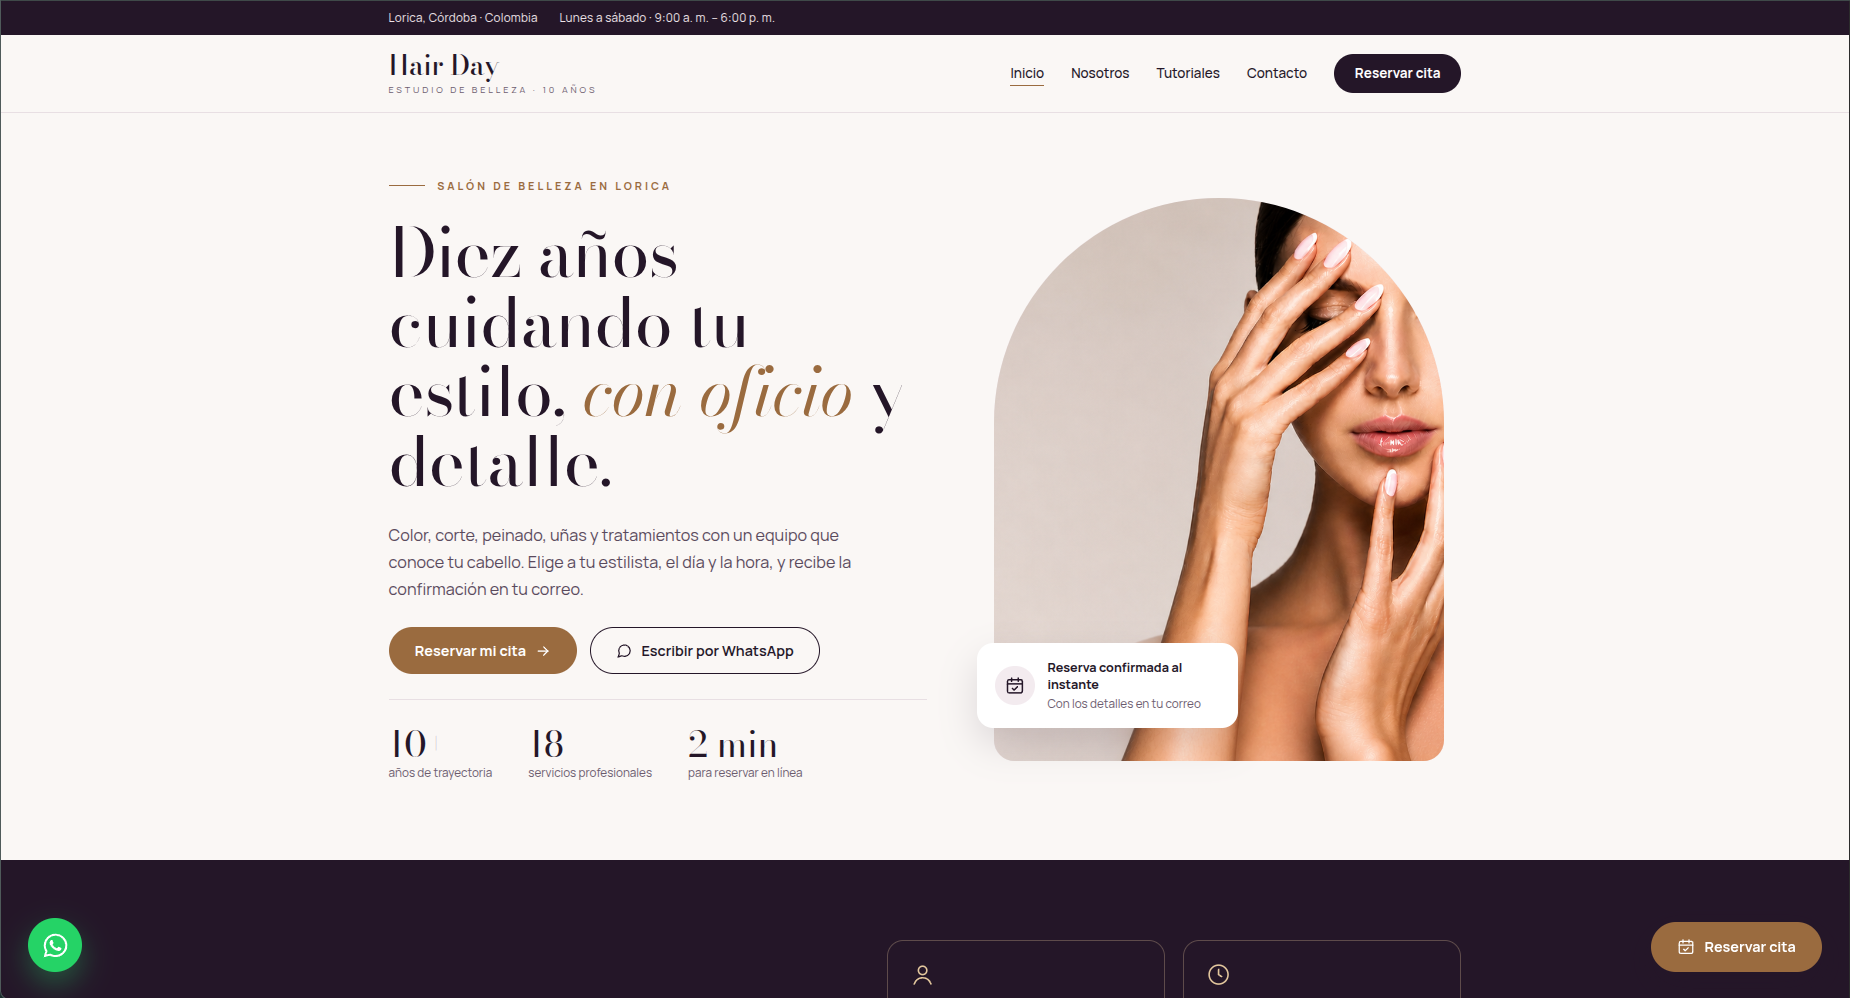 Lorica, Córdoba · Colombia
Lunes a sábado · 9:00 a. m. – 6:00 p. m.
Hair Day
ESTUDIO DE BELLEZA · 10 AÑOS
Inicio
Nosotros
Tutoriales
Contacto
Reservar cita
SALÓN DE BELLEZA EN LORICA
Diez años
cuidando tu
estilo, con oficio y
detalle.
Color, corte, peinado, uñas y tratamientos con un equipo que
conoce tu cabello. Elige a tu estilista, el día y la hora, y recibe la
confirmación en tu correo.
Reservar mi cita
Escribir por WhatsApp
10+
años de trayectoria
18
servicios profesionales
2 min
para reservar en línea
Reserva confirmada al
instante
Con los detalles en tu correo
Reservar cita